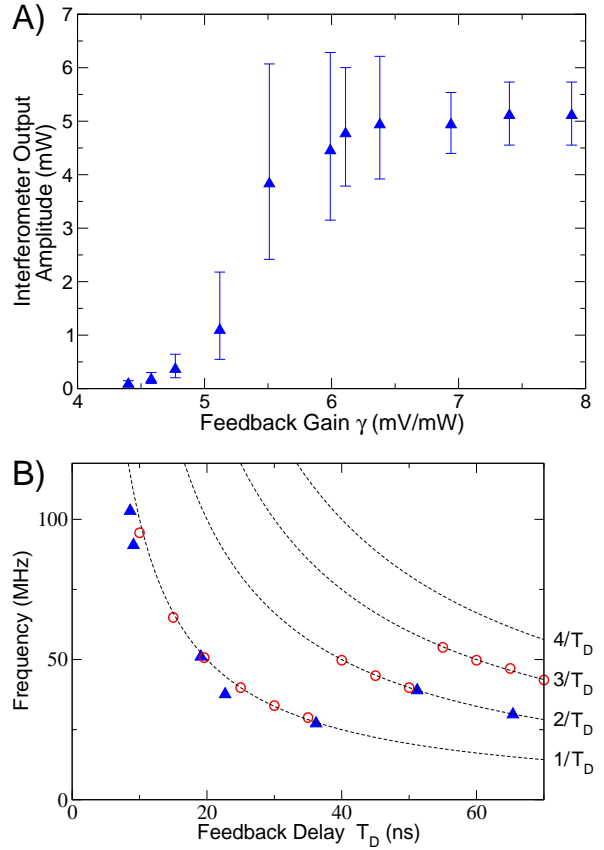 A)
7
6
5
4
3
2
1
0
Interferometer Output
Amplitude (mW)
4 5 6 7 8
Feedback Gain γ (mV/mW)
B)
100
50
0
Frequency (MHz)
4/T_D
3/T_D
2/T_D
1/T_D
0 20 40 60
Feedback Delay T_D (ns)